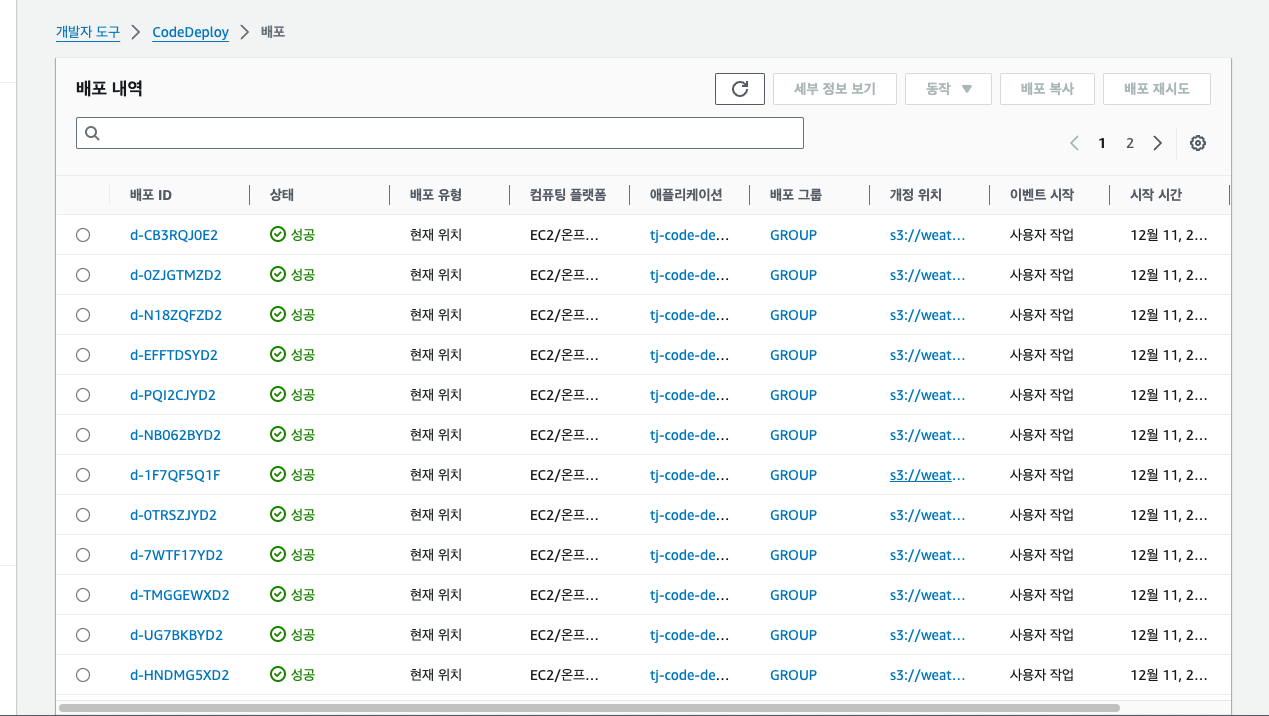 개발자 도구 > CodeDeploy > 배포
배포 내역 세부 정보 보기 동작 배포 복사 배포 재시도
1 2
배포 ID 상태 배포 유형 컴퓨팅 플랫폼 애플리케이션 배포 그룹 개정 위치 이벤트 시작 시작 시간
d-CB3RQJ0E2 성공 현재 위치 EC2/온프... tj-code-de... GROUP s3://weat... 사용자 작업 12월 11, 2...
d-0ZJGTMZD2 성공 현재 위치 EC2/온프... tj-code-de... GROUP s3://weat... 사용자 작업 12월 11, 2...
d-N18ZQFZD2 성공 현재 위치 EC2/온프... tj-code-de... GROUP s3://weat... 사용자 작업 12월 11, 2...
d-EFFTDSYD2 성공 현재 위치 EC2/온프... tj-code-de... GROUP s3://weat... 사용자 작업 12월 11, 2...
d-PQI2CJYD2 성공 현재 위치 EC2/온프... tj-code-de... GROUP s3://weat... 사용자 작업 12월 11, 2...
d-NB062BYD2 성공 현재 위치 EC2/온프... tj-code-de... GROUP s3://weat... 사용자 작업 12월 11, 2...
d-1F7QF5Q1F 성공 현재 위치 EC2/온프... tj-code-de... GROUP s3://weat... 사용자 작업 12월 11, 2...
d-0TRSZJYD2 성공 현재 위치 EC2/온프... tj-code-de... GROUP s3://weat... 사용자 작업 12월 11, 2...
d-7WTF17YD2 성공 현재 위치 EC2/온프... tj-code-de... GROUP s3://weat... 사용자 작업 12월 11, 2...
d-TMGGEWXD2 성공 현재 위치 EC2/온프... tj-code-de... GROUP s3://weat... 사용자 작업 12월 11, 2...
d-UG7BKBYD2 성공 현재 위치 EC2/온프... tj-code-de... GROUP s3://weat... 사용자 작업 12월 11, 2...
d-HNDMG5XD2 성공 현재 위치 EC2/온프... tj-code-de... GROUP s3://weat... 사용자 작업 12월 11, 2...